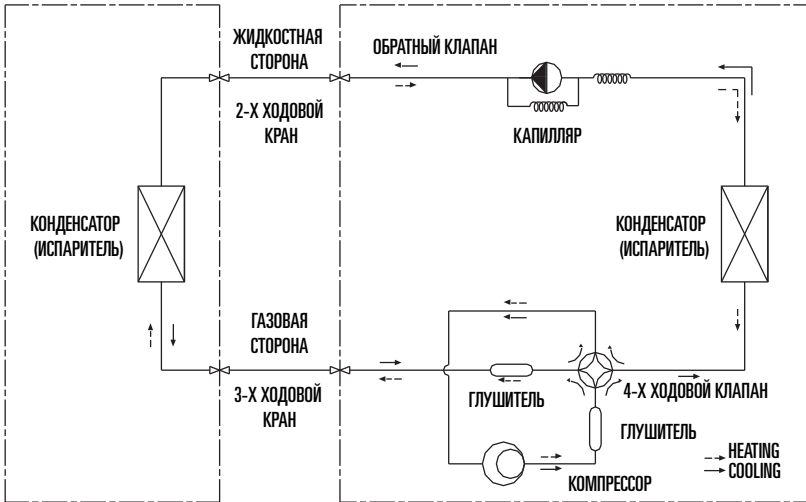 ЖИДКОСТНАЯ
СТОРОНА
ОБРАТНЫЙ КЛАПАН
2-Х ХОДОВОЙ
КРАН
КАПИЛЛЯР
КОНДЕНСАТОР
(ИСПАРИТЕЛЬ)
КОНДЕНСАТОР
(ИСПАРИТЕЛЬ)
ГАЗОВАЯ
СТОРОНА
3-Х ХОДОВОЙ
КРАН
ГЛУШИТЕЛЬ
4-Х ХОДОВОЙ КЛАПАН
ГЛУШИТЕЛЬ
КОМПРЕССОР
HEATING
COOLING